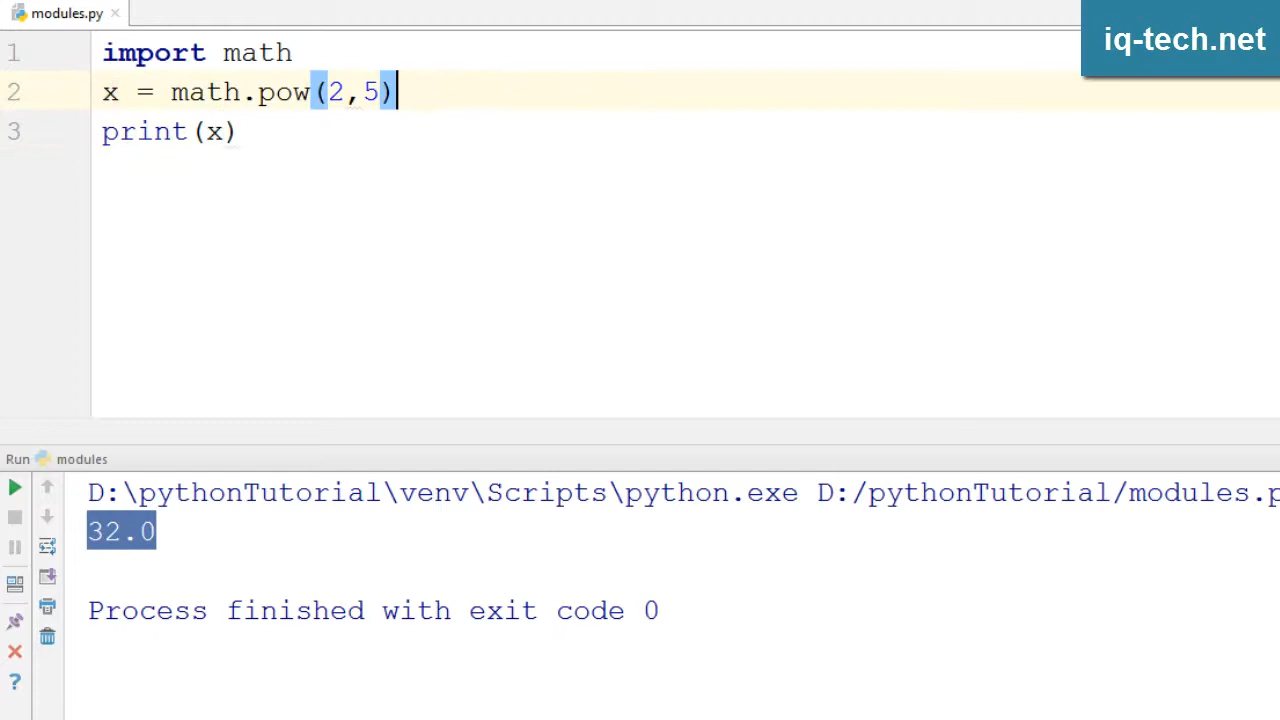 modules.py
iq-tech.net
1 import math
2 x = math.pow(2,5)
3 print(x)
Run modules
D:\pythonTutorial\venv\Scripts\python.exe D:/pythonTutorial/modules.p
32.0
Process finished with exit code 0